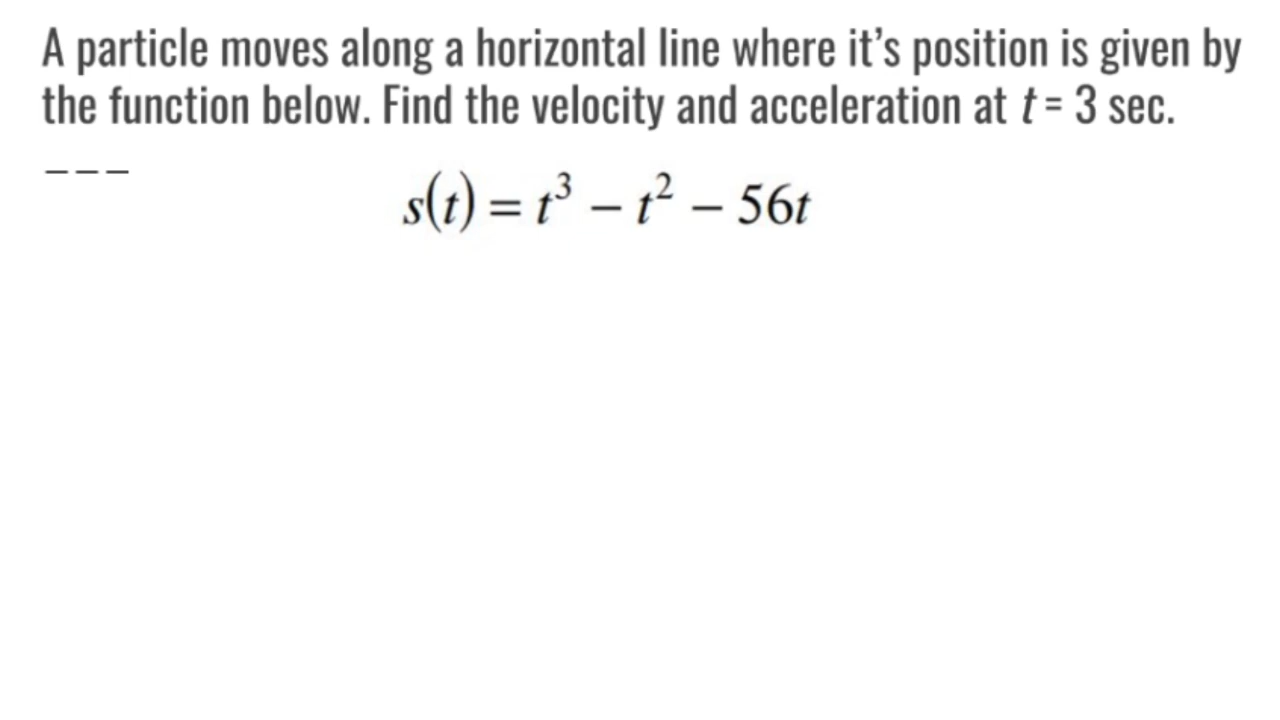 A particle moves along a horizontal line where it’s position is given by
the function below. Find the velocity and acceleration at t = 3 sec.
s(t) = t³ – t² – 56t